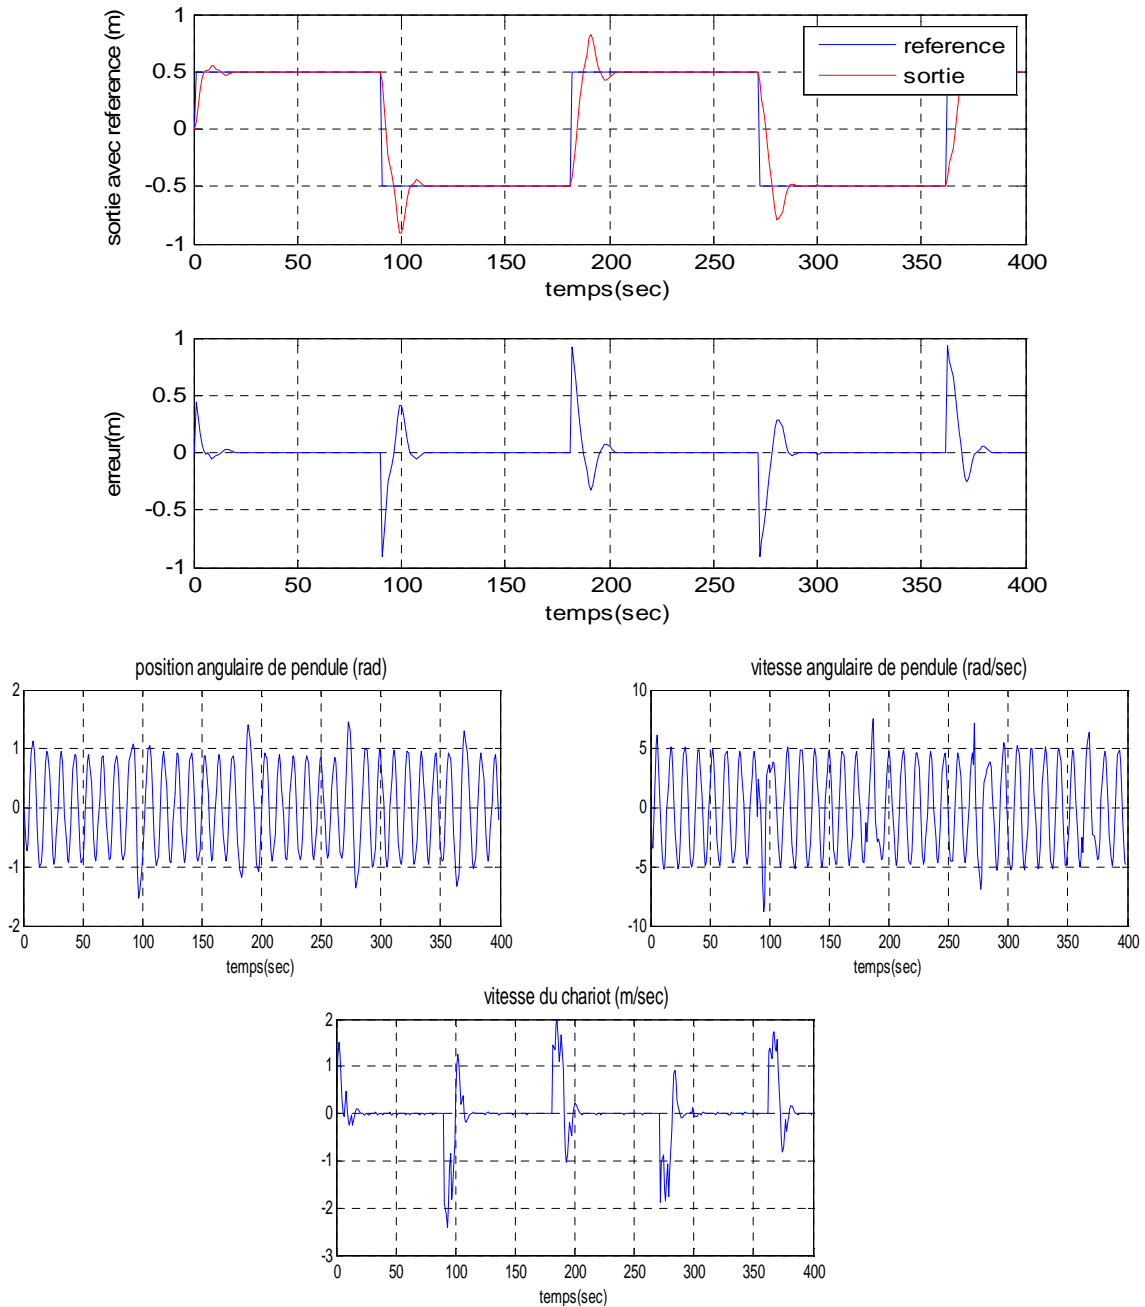 sortie avec reference (m)
1
0.5
0
-0.5
-1
reference
sortie
0 50 100 150 200 250 300 350 400
temps(sec)
erreur(m)
1
0.5
0
-0.5
-1
0 50 100 150 200 250 300 350 400
temps(sec)
position angulaire de pendule (rad)
2
1
0
-1
-2
0 50 100 150 200 250 300 350 400
temps(sec)
vitesse angulaire de pendule (rad/sec)
10
5
0
-5
-10
0 50 100 150 200 250 300 350 400
temps(sec)
vitesse du chariot (m/sec)
2
1
0
-1
-2
-3
0 50 100 150 200 250 300 350 400
temps(sec)